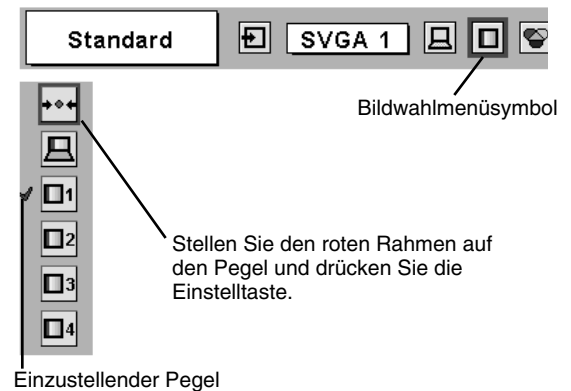 Standard
SVGA 1
Bildwahlmenüsymbol
1
2
3
4
Stellen Sie den roten Rahmen auf
den Pegel und drücken Sie die
Einstelltaste.
Einzustellender Pegel